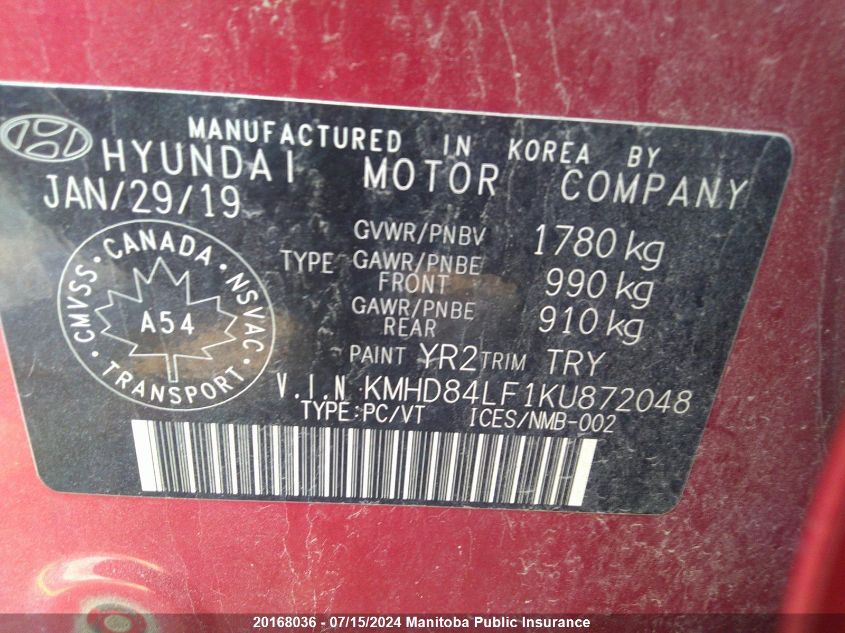 MANUFACTURED IN KOREA BY
HYUNDAI MOTOR COMPANY
JAN/29/19
GVWR/PNBV 1780 kg
TYPE GAWR/PNBE FRONT 990 kg
GAWR/PNBE REAR 910 kg
CANADA
CMVSS NSVAC
A54
TRANSPORT
PAINT YR2 TRIM TRY
V.I.N KMHD84LF1KU872048
TYPE:PC/VT ICES/NMB-002
20168036 - 07/15/2024 Manitoba Public Insurance